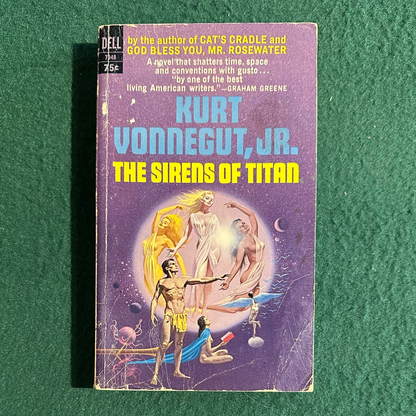 DELL
7948
75c
by the author of CAT'S CRADLE and
GOD BLESS YOU, MR. ROSEWATER
A novel that shatters time, space
and conventions with gusto...
"by one of the best
living American writers."—GRAHAM GREENE
KURT
VONNEGUT, JR.
THE SIRENS OF TITAN